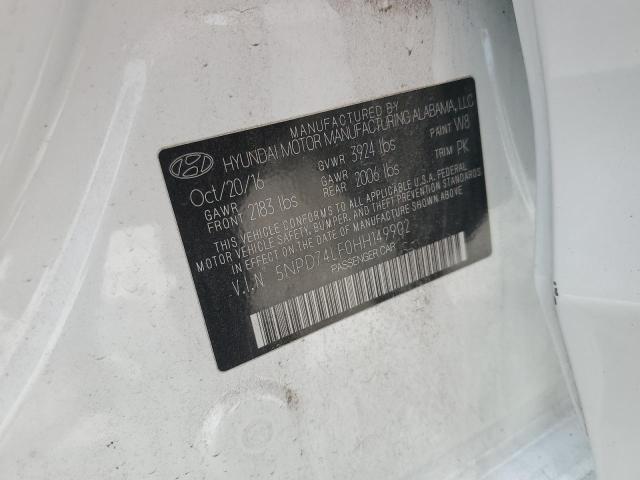 MANUFACTURED BY
HYUNDAI MOTOR MANUFACTURING ALABAMA, LLC
Oct/20/16 GVWR 3924 lbs PAINT W8
GAWR FRONT 2183 lbs GAWR REAR 2006 lbs TRIM PK
THIS VEHICLE CONFORMS TO ALL APPLICABLE U.S.A. FEDERAL
MOTOR VEHICLE SAFETY, BUMPER, AND THEFT PREVENTION STANDARDS
IN EFFECT ON THE DATE OF MANUFACTURE SHOWN ABOVE.
V.I.N 5NPD74LF0HH149902
PASSENGER CAR